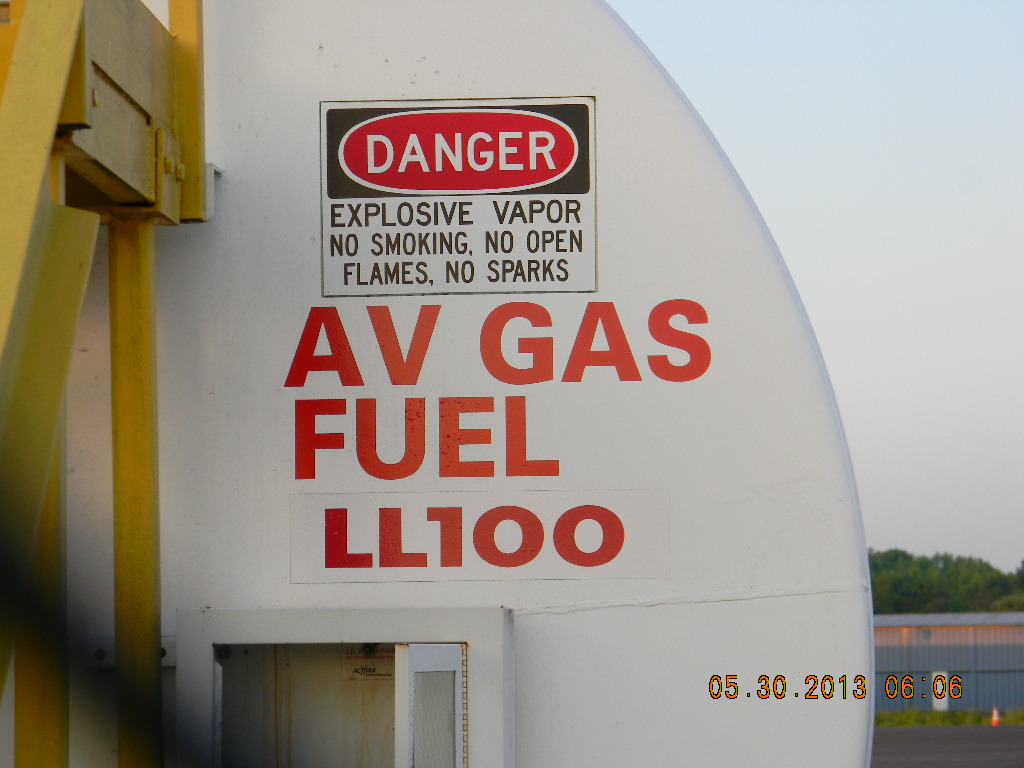 DANGER
EXPLOSIVE VAPOR
NO SMOKING, NO OPEN
FLAMES, NO SPARKS
AV GAS
FUEL
LL100
ACTIVAR
05.30.2013 06:06